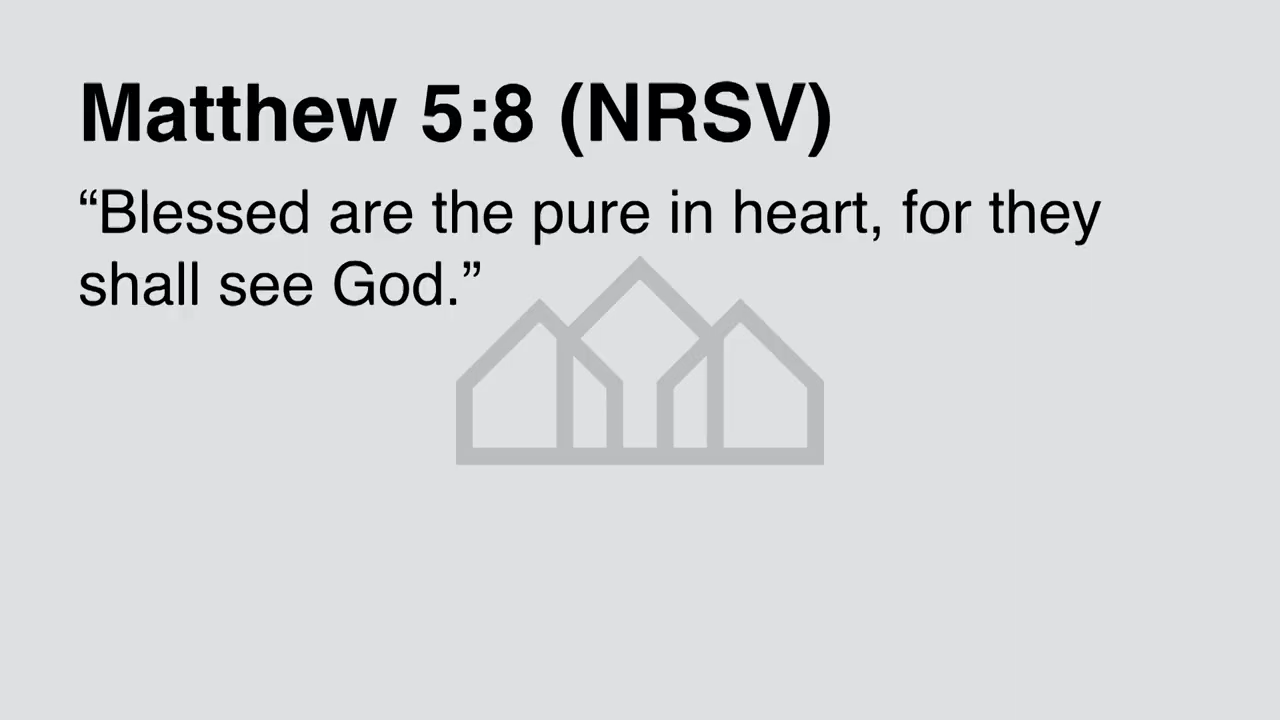 Matthew 5:8 (NRSV)
“Blessed are the pure in heart, for they
shall see God.”